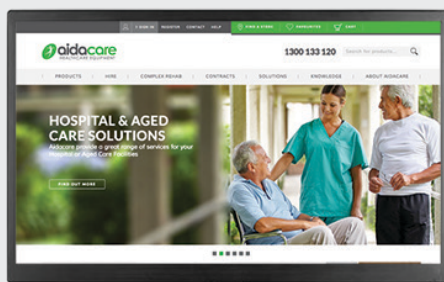 SIGN IN REGISTER CONTACT HELP FIND A STORE FAVOURITES CART
aidacare
HEALTHCARE EQUIPMENT
1300 133 120 Search for products...
PRODUCTS HIRE COMPLEX REHAB CONTRACTS SOLUTIONS KNOWLEDGE ABOUT AIDACARE
HOSPITAL & AGED
CARE SOLUTIONS
Aidacare provide a great range of services for your
Hospital or Aged Care Facilities
FIND OUT MORE